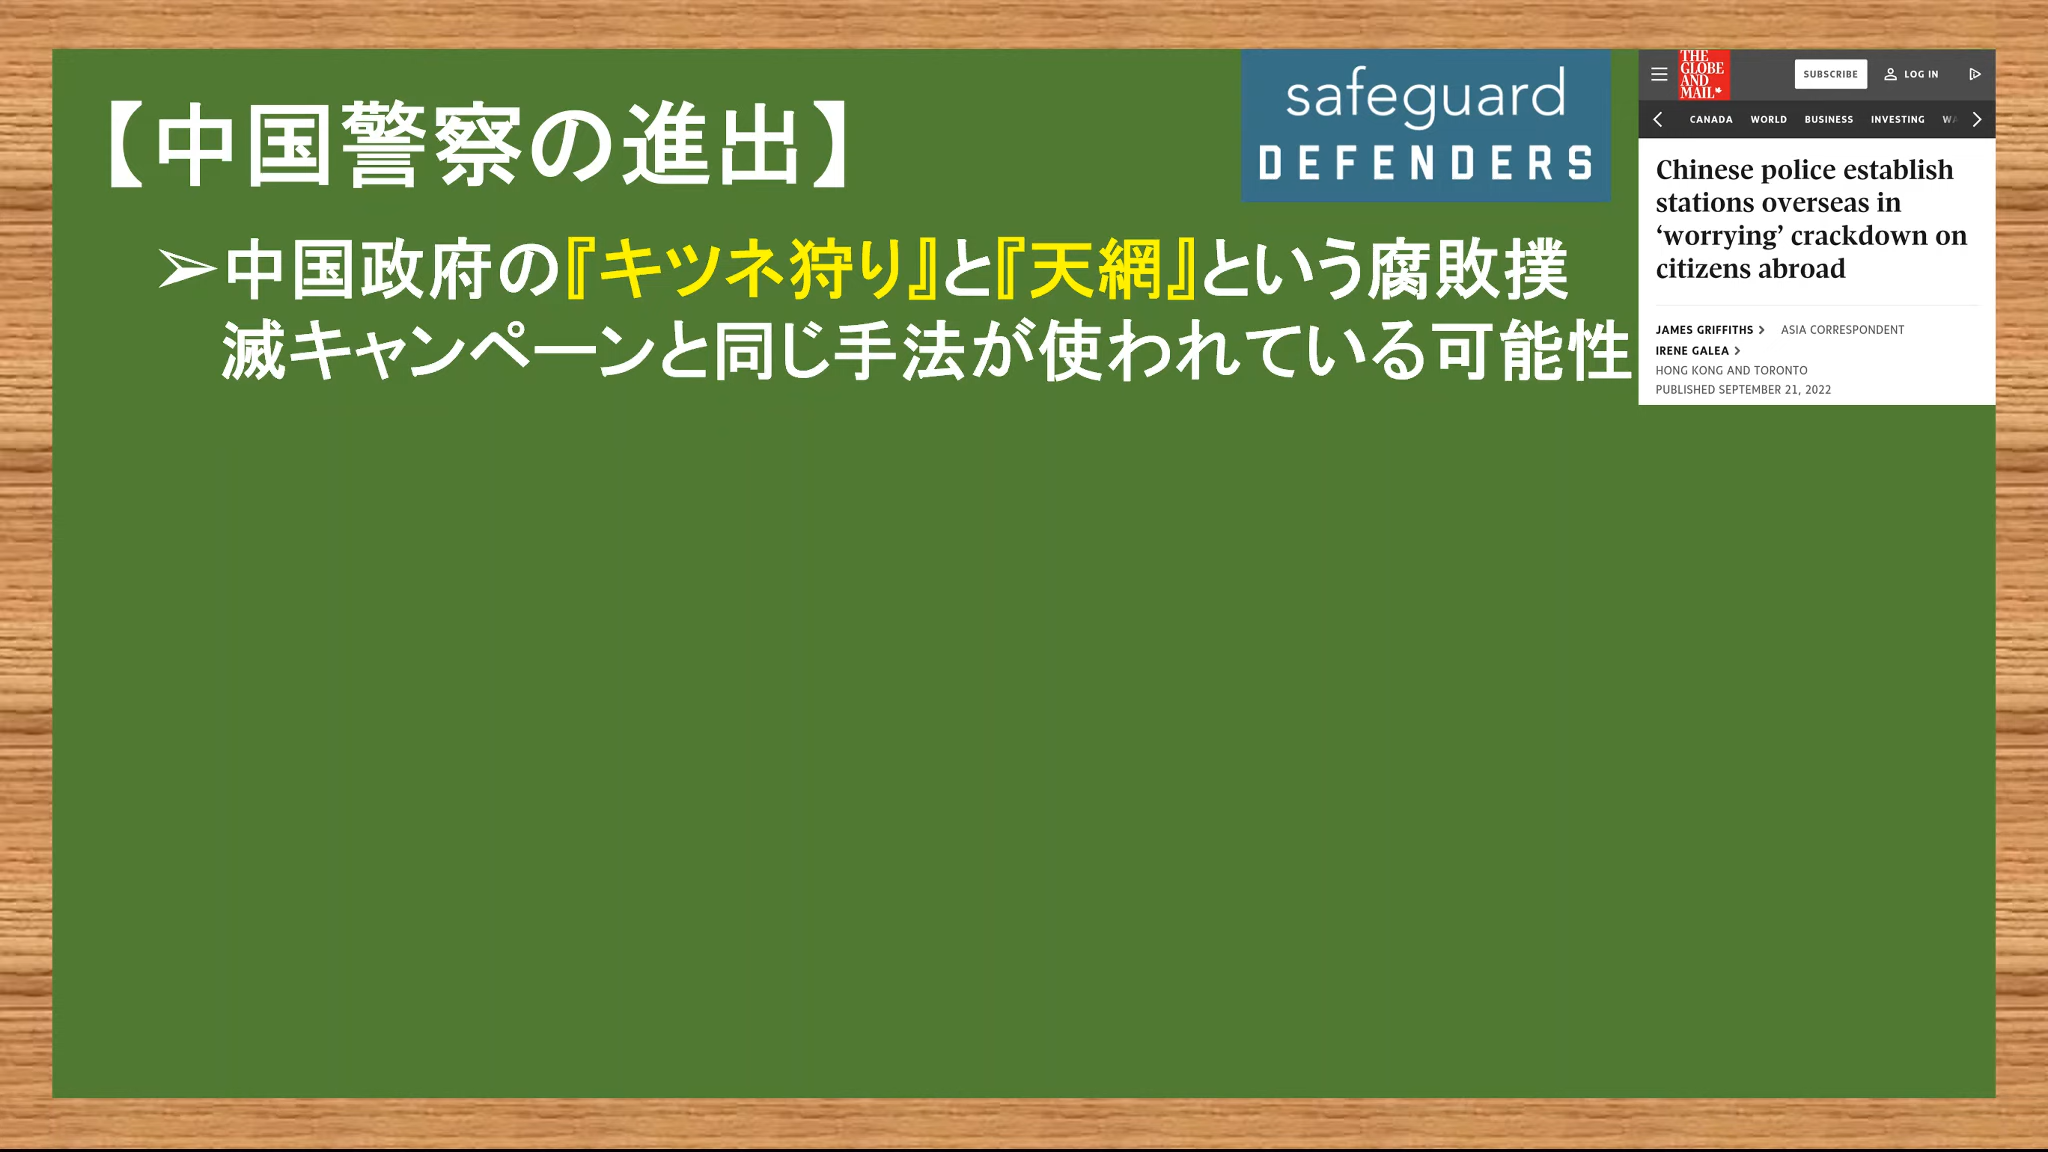 【中国警察の進出】
➢中国政府の『キツネ狩り』と『天網』という腐敗撲
滅キャンペーンと同じ手法が使われている可能性
safeguard
DEFENDERS
THE
GLOBE
AND
MAIL
SUBSCRIBE
LOG IN
CANADA WORLD BUSINESS INVESTING
Chinese police establish
stations overseas in
‘worrying’ crackdown on
citizens abroad
JAMES GRIFFITHS > ASIA CORRESPONDENT
IRENE GALEA >
HONG KONG AND TORONTO
PUBLISHED SEPTEMBER 21, 2022